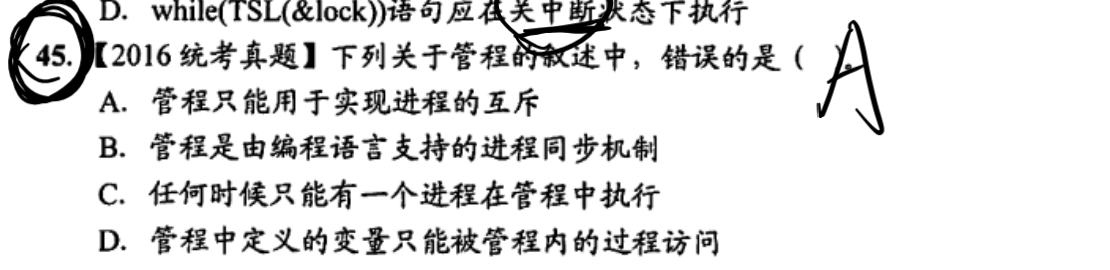 D. while(TSL(&lock))语句应在关中断状态下执行
45.【2016 统考真题】下列关于管程的叙述中，错误的是（ ）。 A
A. 管程只能用于实现进程的互斥
B. 管程是由编程语言支持的进程同步机制
C. 任何时候只能有一个进程在管程中执行
D. 管程中定义的变量只能被管程内的过程访问